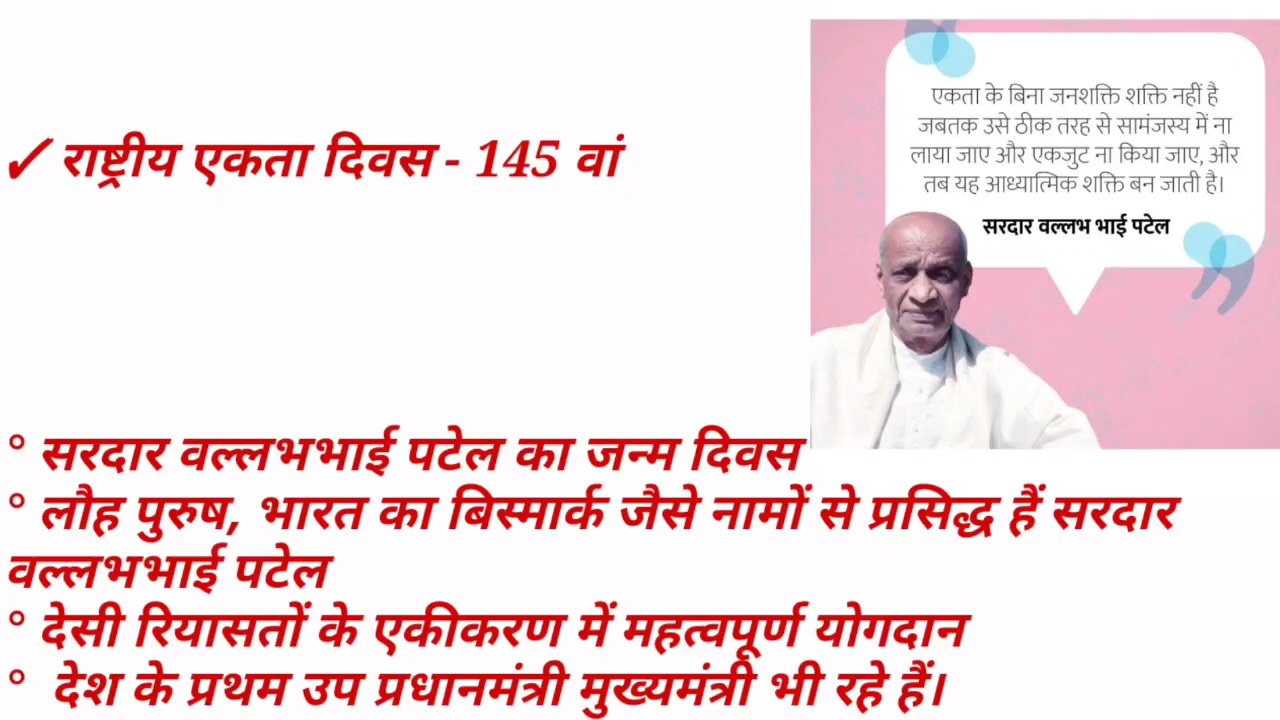 ✓ राष्ट्रीय एकता दिवस - 145 वां
एकता के बिना जनशक्ति शक्ति नहीं है
जबतक उसे ठीक तरह से सामंजस्य में ना
लाया जाए और एकजुट ना किया जाए, और
तब यह आध्यात्मिक शक्ति बन जाती है।
सरदार वल्लभ भाई पटेल
° सरदार वल्लभभाई पटेल का जन्म दिवस
° लौह पुरुष, भारत का बिस्मार्क जैसे नामों से प्रसिद्ध हैं सरदार
वल्लभभाई पटेल
° देसी रियासतों के एकीकरण में महत्वपूर्ण योगदान
° देश के प्रथम उप प्रधानमंत्री मुख्यमंत्री भी रहे हैं।